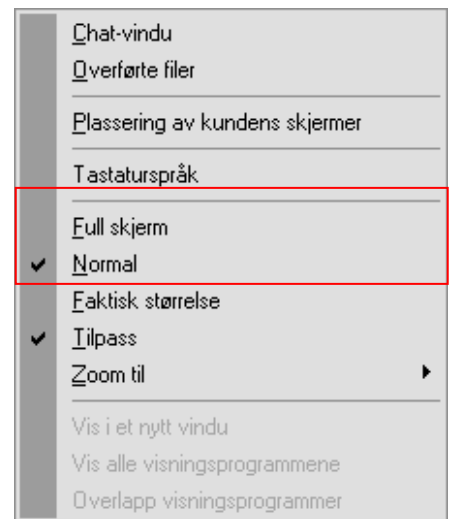 Chat-vindu
Overførte filer
Plassering av kundens skjermer
Tastaturspråk
Full skjerm
Normal
Faktisk størrelse
Tilpass
Zoom til
Vis i et nytt vindu
Vis alle visningsprogrammene
Overlapp visningsprogrammer